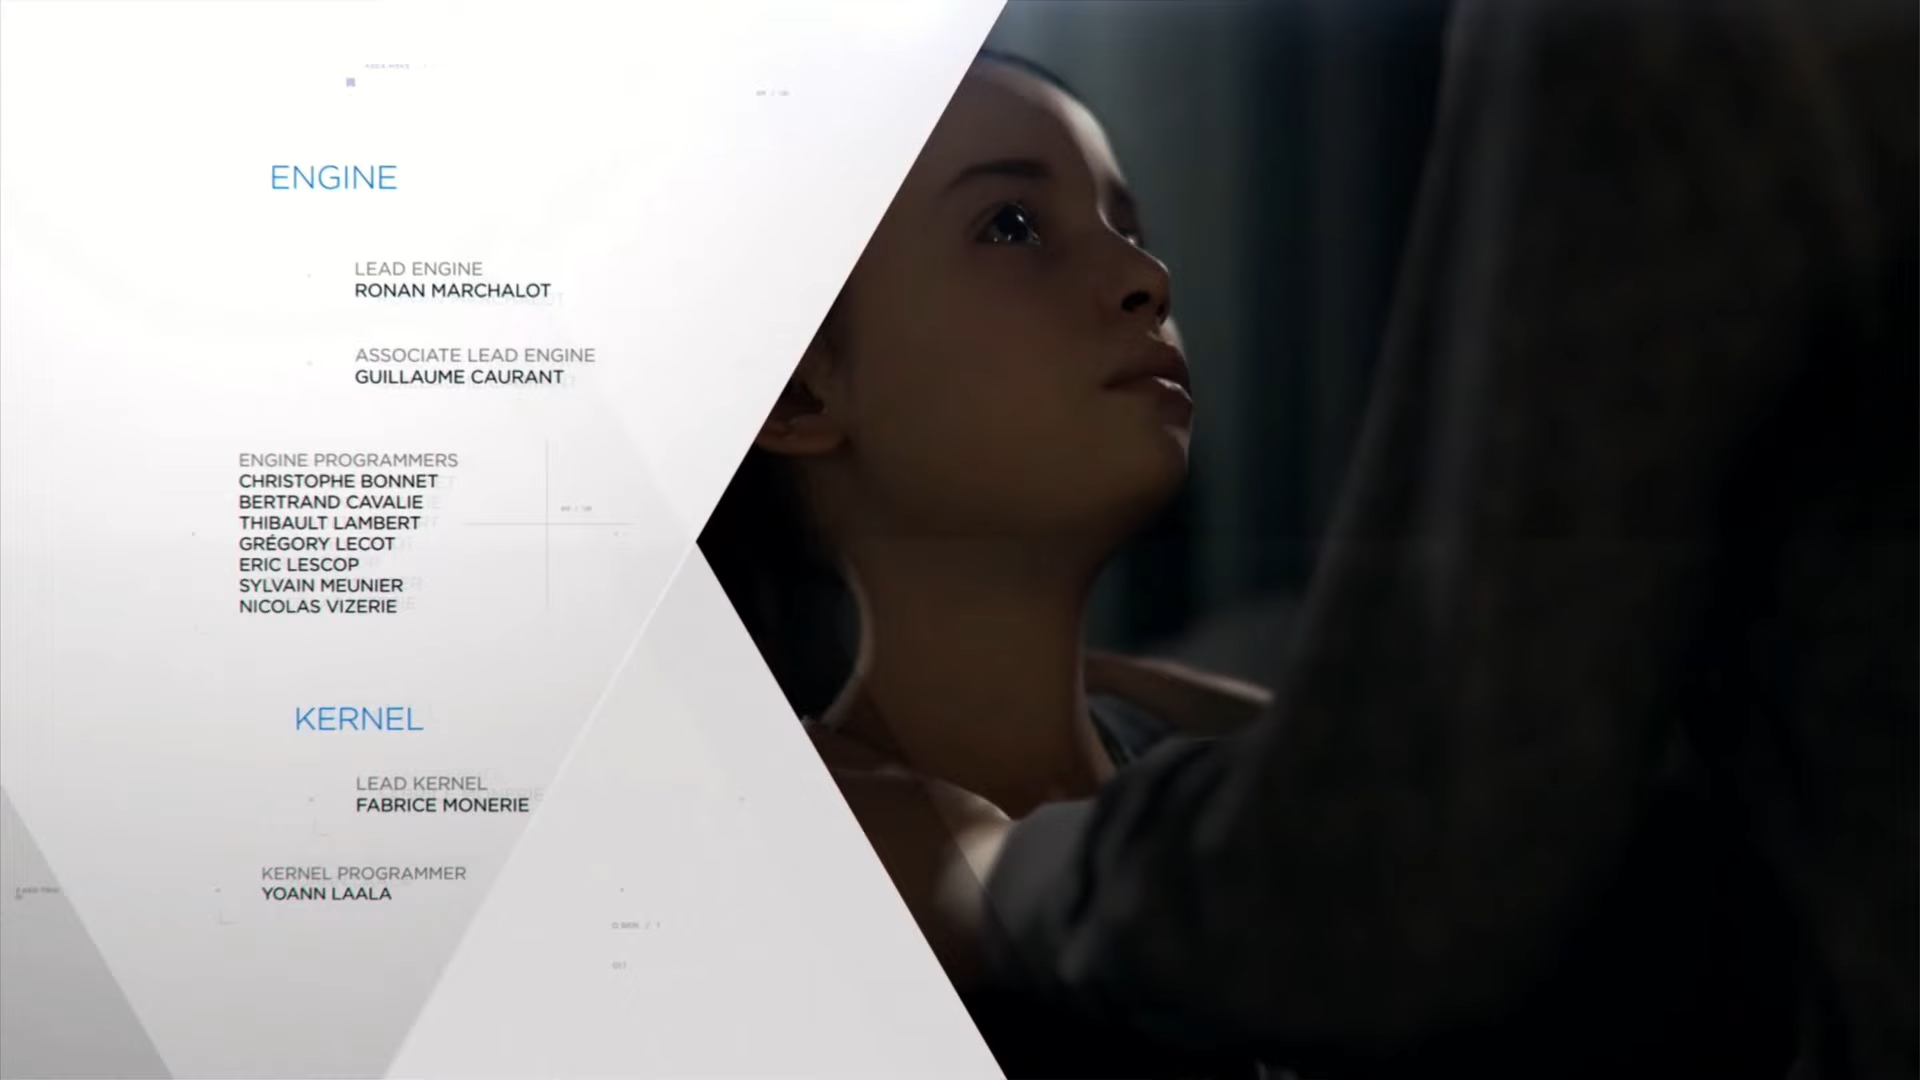 ENGINE
LEAD ENGINE
RONAN MARCHALOT
ASSOCIATE LEAD ENGINE
GUILLAUME CAURANT
ENGINE PROGRAMMERS
CHRISTOPHE BONNET
BERTRAND CAVALIE
THIBAULT LAMBERT
GRÉGORY LECOT
ERIC LESCOP
SYLVAIN MEUNIER
NICOLAS VIZERIE
KERNEL
LEAD KERNEL
FABRICE MONERIE
KERNEL PROGRAMMER
YOANN LAALA